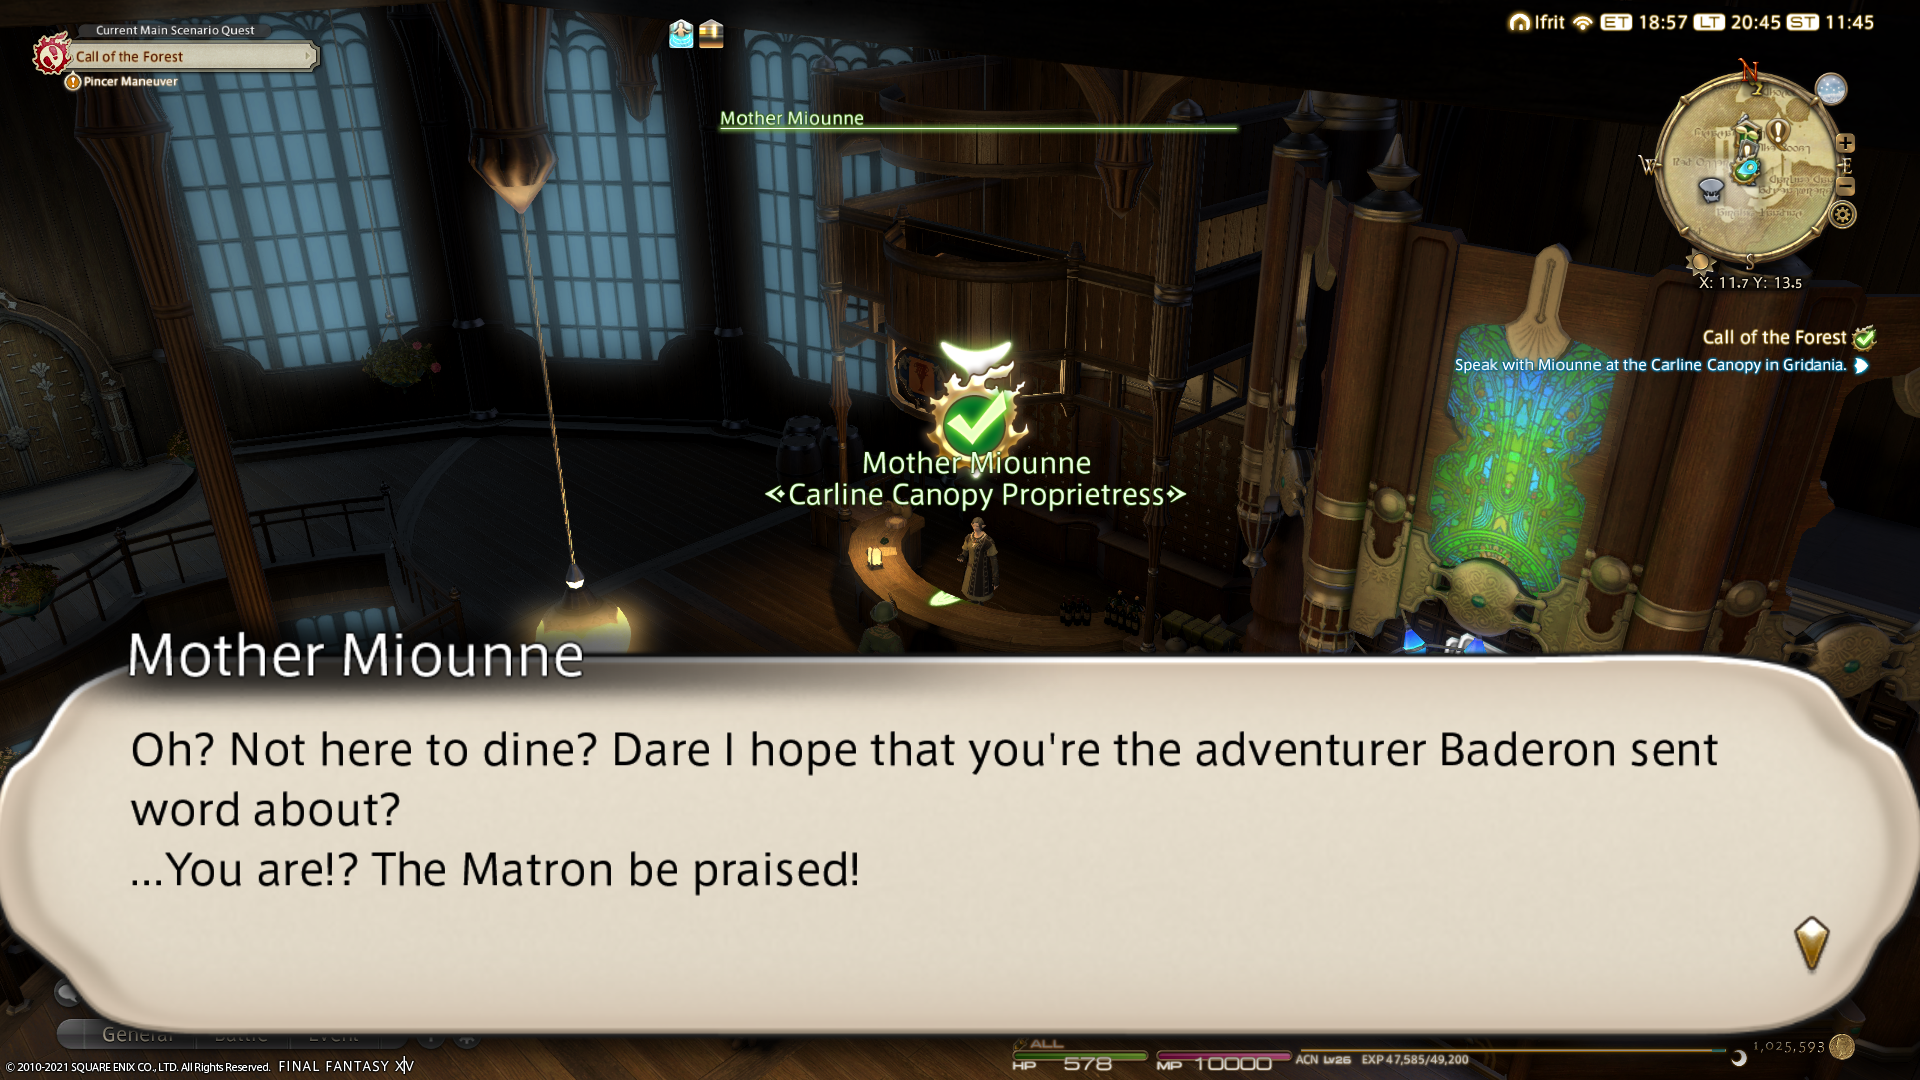 Current Main Scenario Quest
Call of the Forest
Pincer Maneuver
Ifrit ET 18:57 LT 20:45 ST 11:45
Mother Miounne
N
W
E
S
X: 11.7 Y: 13.5
Call of the Forest
Speak with Miounne at the Carline Canopy in Gridania.
Mother Miounne
Carline Canopy Proprietress
Mother Miounne
Oh? Not here to dine? Dare I hope that you're the adventurer Baderon sent
word about?
...You are!? The Matron be praised!
General Battle Event
ALL
HP 578 MP 10000 ACN Lv26 EXP 47,585/49,200
1,025,593
© 2010-2021 SQUARE ENIX CO., LTD. All Rights Reserved. FINAL FANTASY XIV